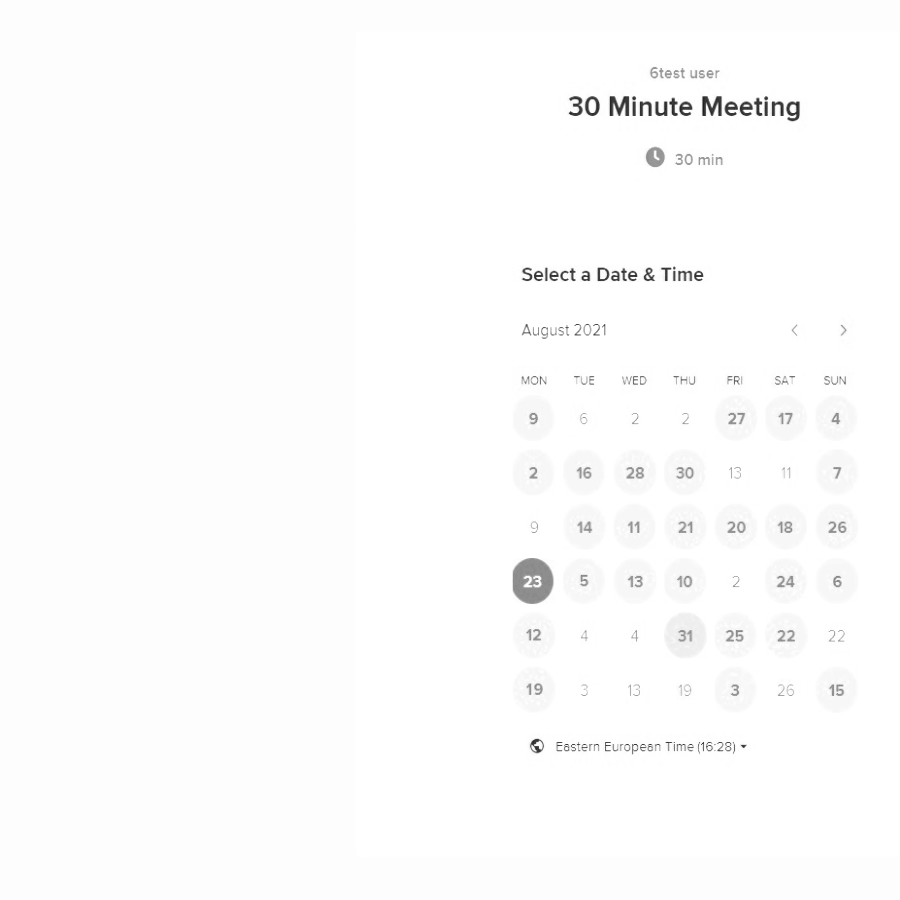 6test user
30 Minute Meeting
30 min
Select a Date & Time
August 2021
MON TUE WED THU FRI SAT SUN
9 6 2 2 27 17 4
2 16 28 30 13 11 7
9 14 11 21 20 18 26
23 5 13 10 2 24 6
12 4 4 31 25 22 22
19 3 13 19 3 26 15
Eastern European Time (16:28)